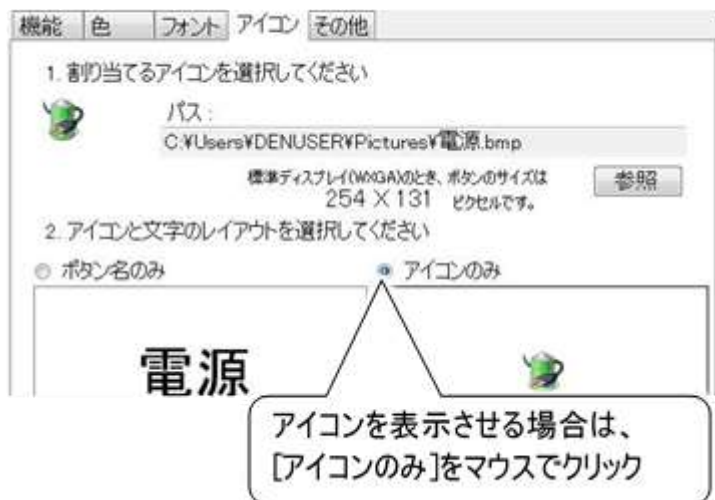 機能 色 フォント アイコン その他
1. 割り当てるアイコンを選択してください
パス :
C:¥Users¥DENUSER¥Pictures¥電源.bmp
標準ディスプレイ(WXGA)のとき、ボタンのサイズは
254 X 131 ピクセルです。
参照
2. アイコンと文字のレイアウトを選択してください
ボタン名のみ アイコンのみ
電源
アイコンを表示させる場合は、
[アイコンのみ]をマウスでクリック